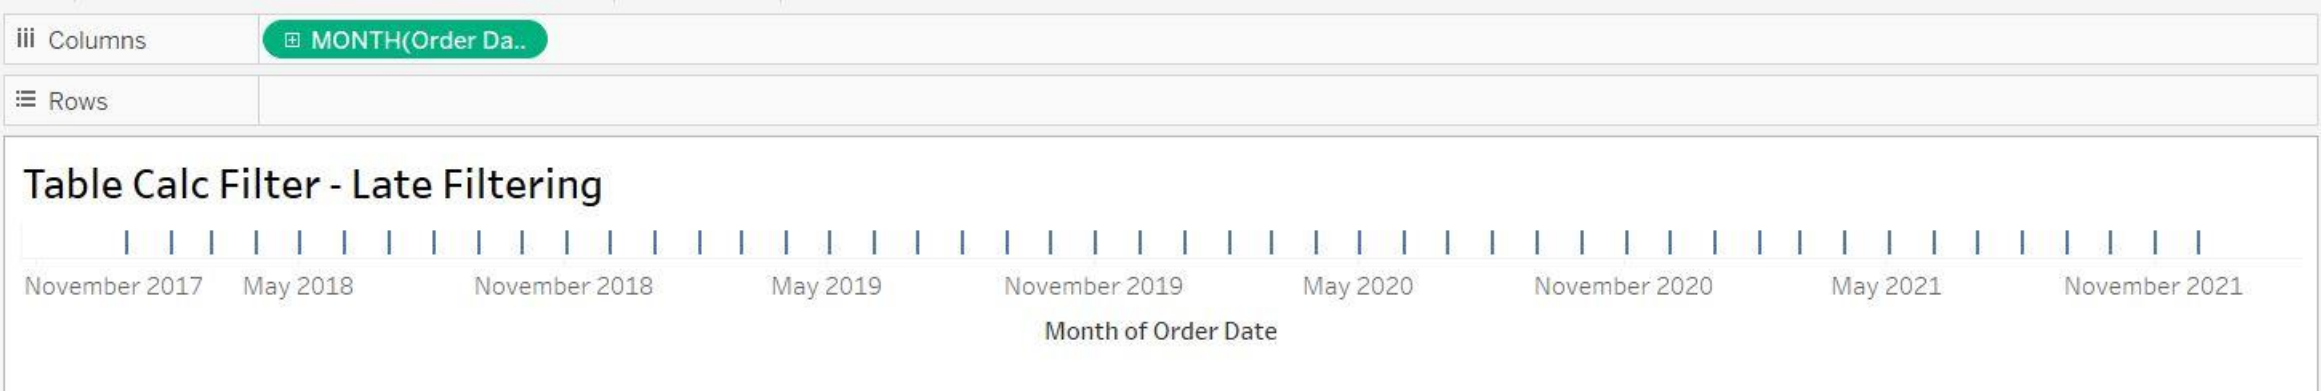 Columns
MONTH(Order Da..
Rows
Table Calc Filter - Late Filtering
November 2017 May 2018 November 2018 May 2019 November 2019 May 2020 November 2020 May 2021 November 2021
Month of Order Date